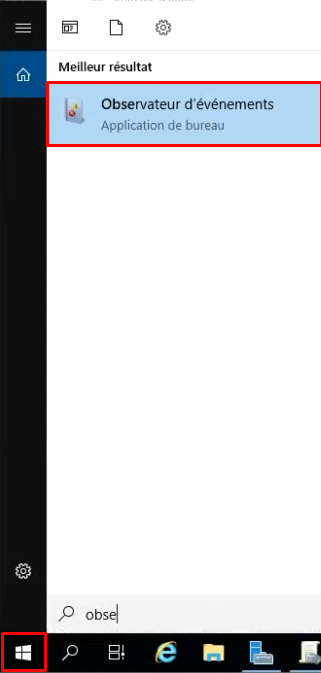 Meilleur résultat
Observateur d'événements
Application de bureau
obse